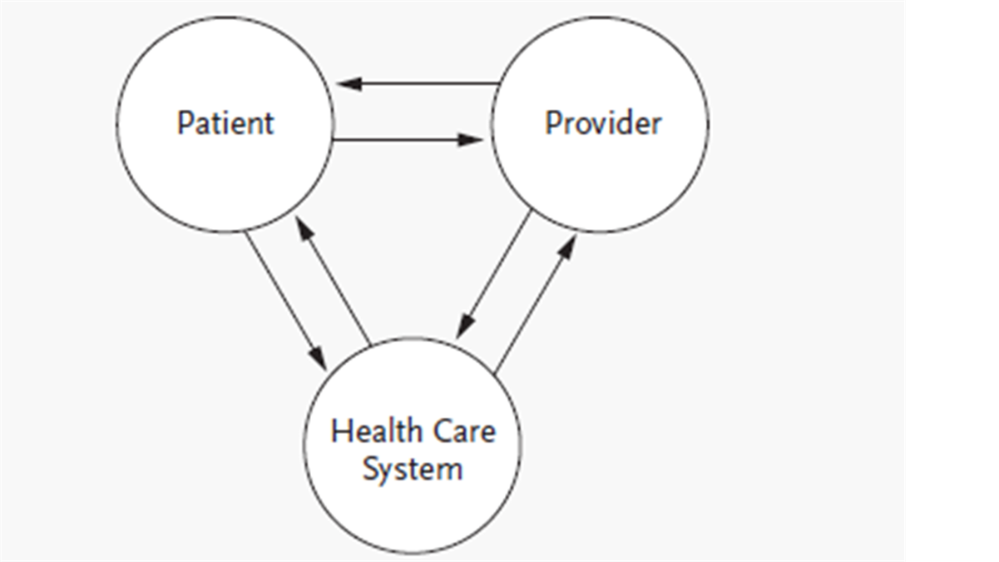 Patient
Provider
Health Care
System